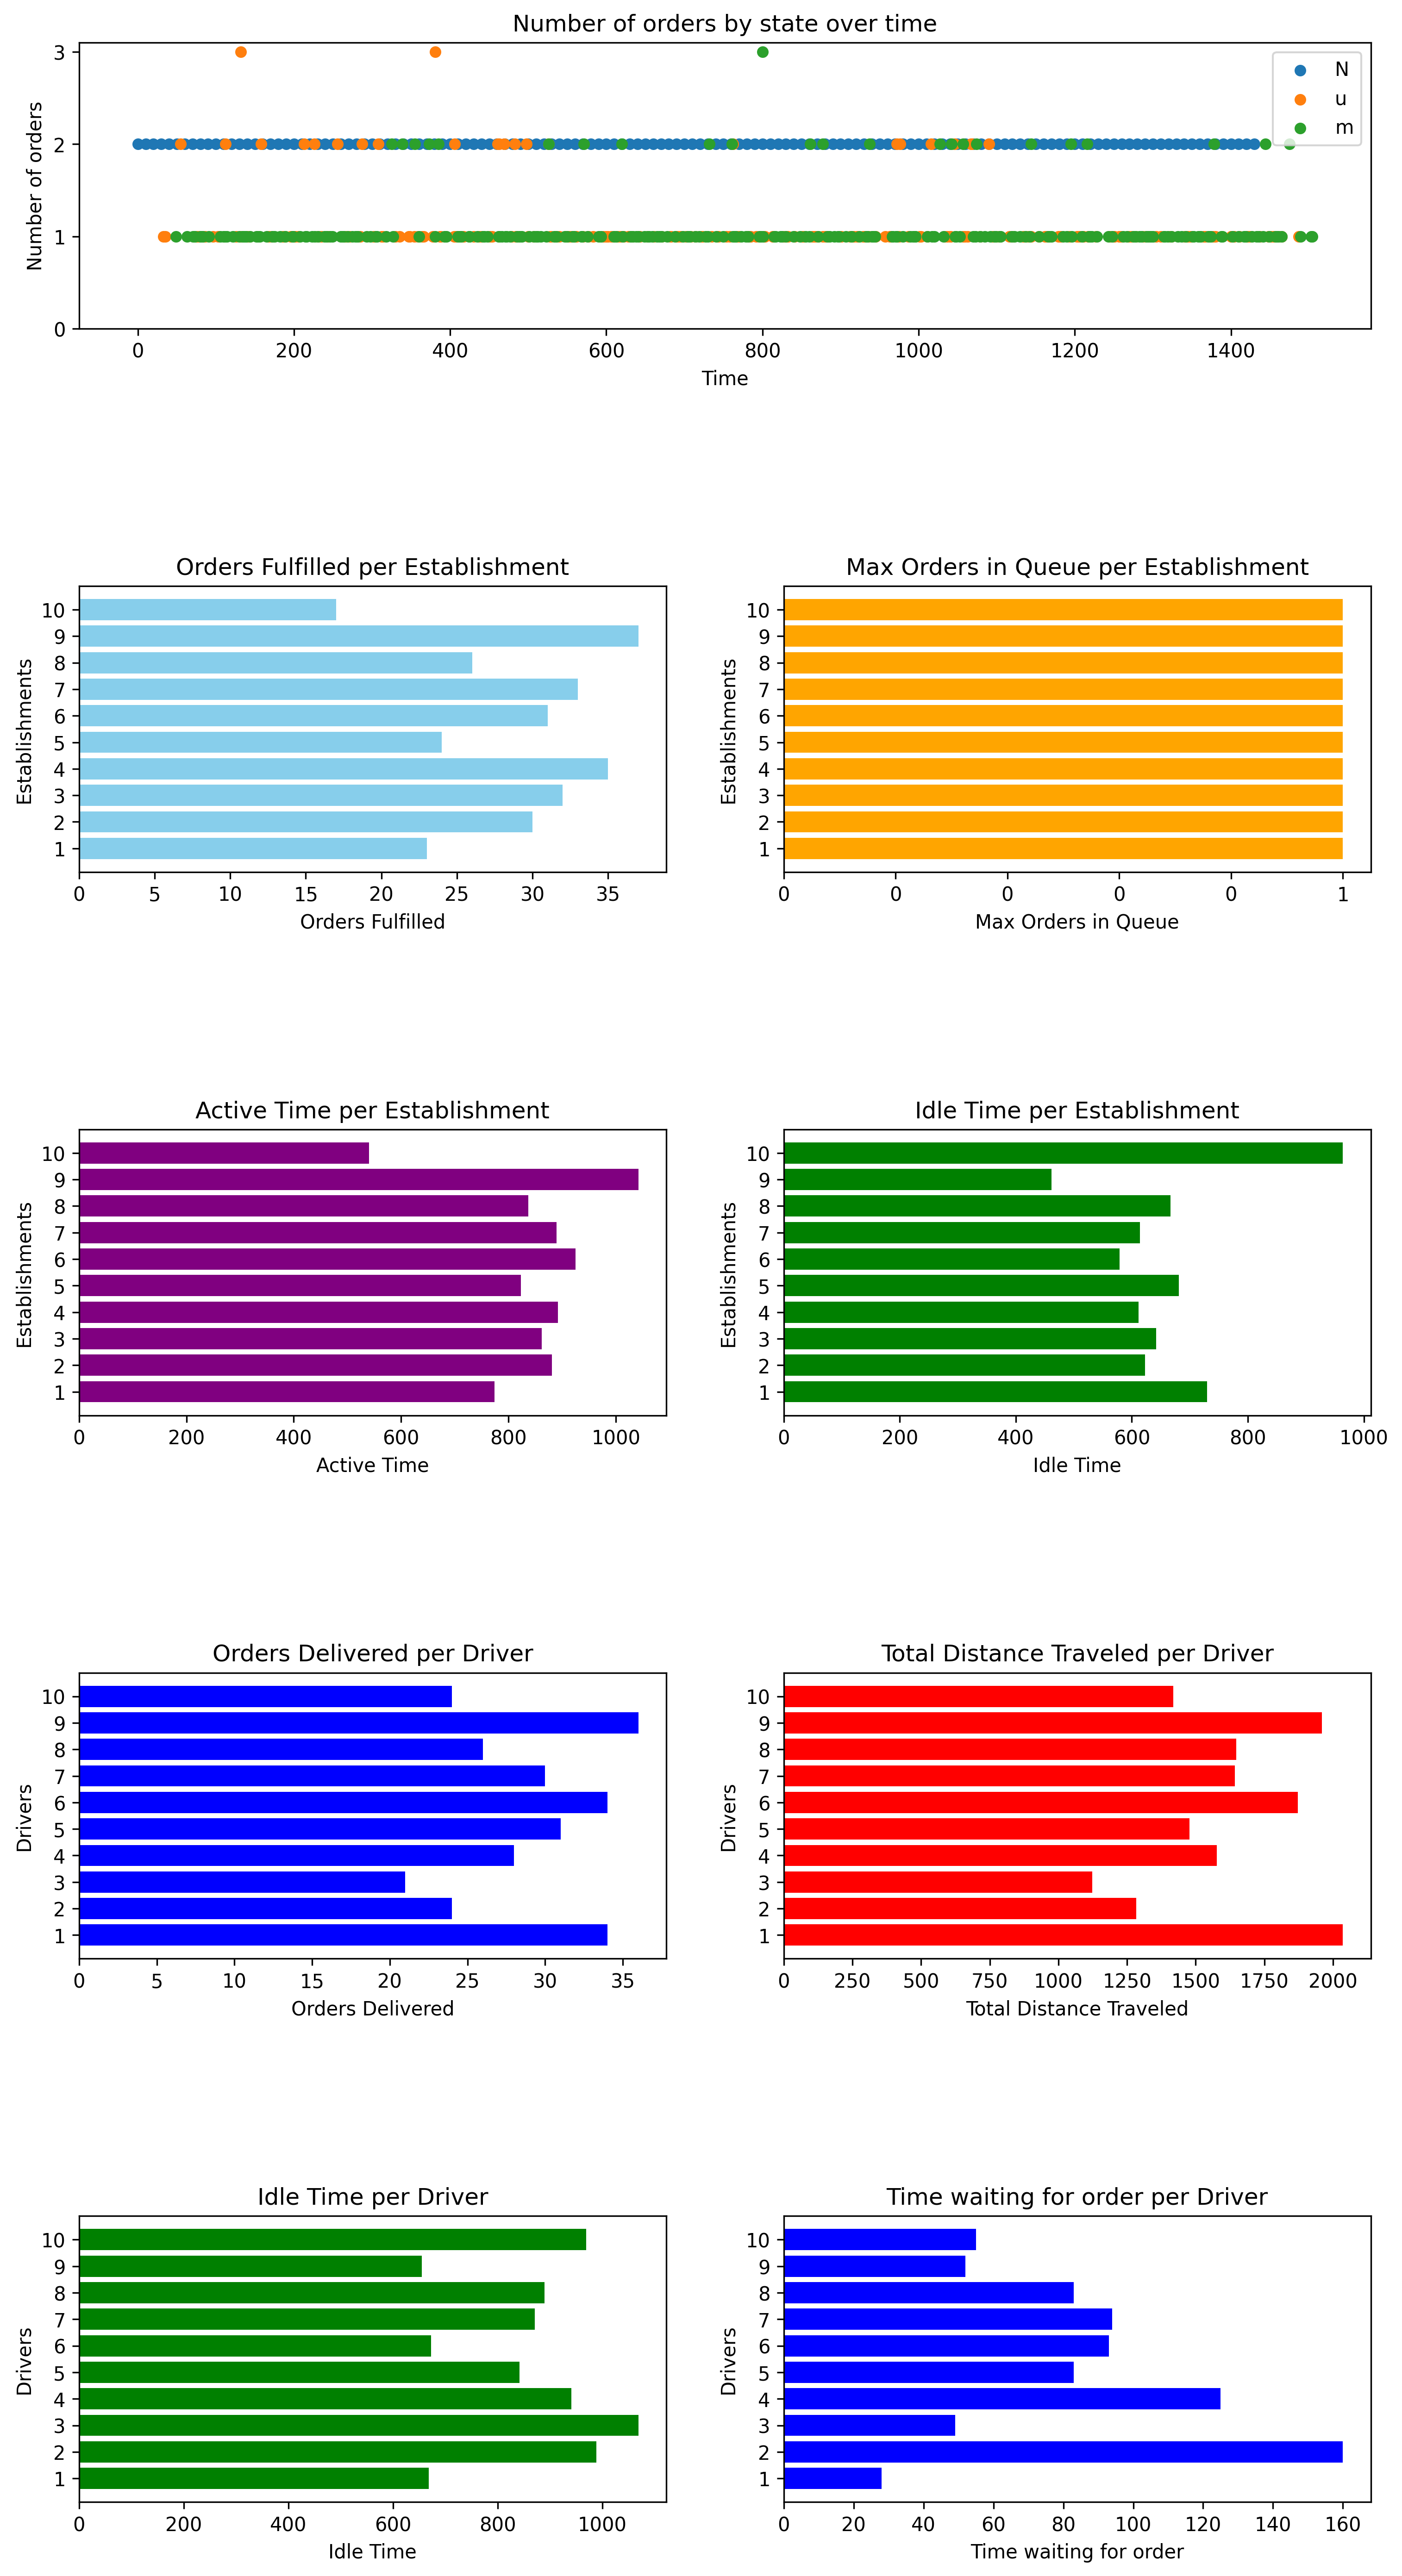 Number of orders by state over time
Number of orders
3
2
1
0
N
u
m
0 200 400 600 800 1000 1200 1400
Time
Orders Fulfilled per Establishment
Establishments
10
9
8
7
6
5
4
3
2
1
0 5 10 15 20 25 30 35
Orders Fulfilled
Max Orders in Queue per Establishment
Establishments
10
9
8
7
6
5
4
3
2
1
0 0 0 0 0 1
Max Orders in Queue
Active Time per Establishment
Establishments
10
9
8
7
6
5
4
3
2
1
0 200 400 600 800 1000
Active Time
Idle Time per Establishment
Establishments
10
9
8
7
6
5
4
3
2
1
0 200 400 600 800 1000
Idle Time
Orders Delivered per Driver
Drivers
10
9
8
7
6
5
4
3
2
1
0 5 10 15 20 25 30 35
Orders Delivered
Total Distance Traveled per Driver
Drivers
10
9
8
7
6
5
4
3
2
1
0 250 500 750 1000 1250 1500 1750 2000
Total Distance Traveled
Idle Time per Driver
Drivers
10
9
8
7
6
5
4
3
2
1
0 200 400 600 800 1000
Idle Time
Time waiting for order per Driver
Drivers
10
9
8
7
6
5
4
3
2
1
0 20 40 60 80 100 120 140 160
Time waiting for order